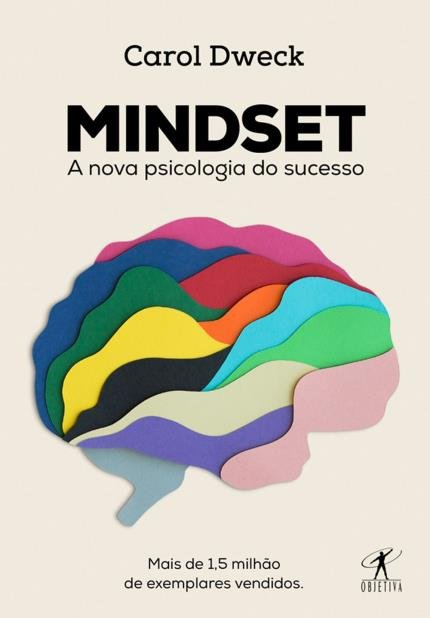 Carol Dweck
MINDSET
A nova psicologia do sucesso
Mais de 1,5 milhão
de exemplares vendidos.
OBJETIVA